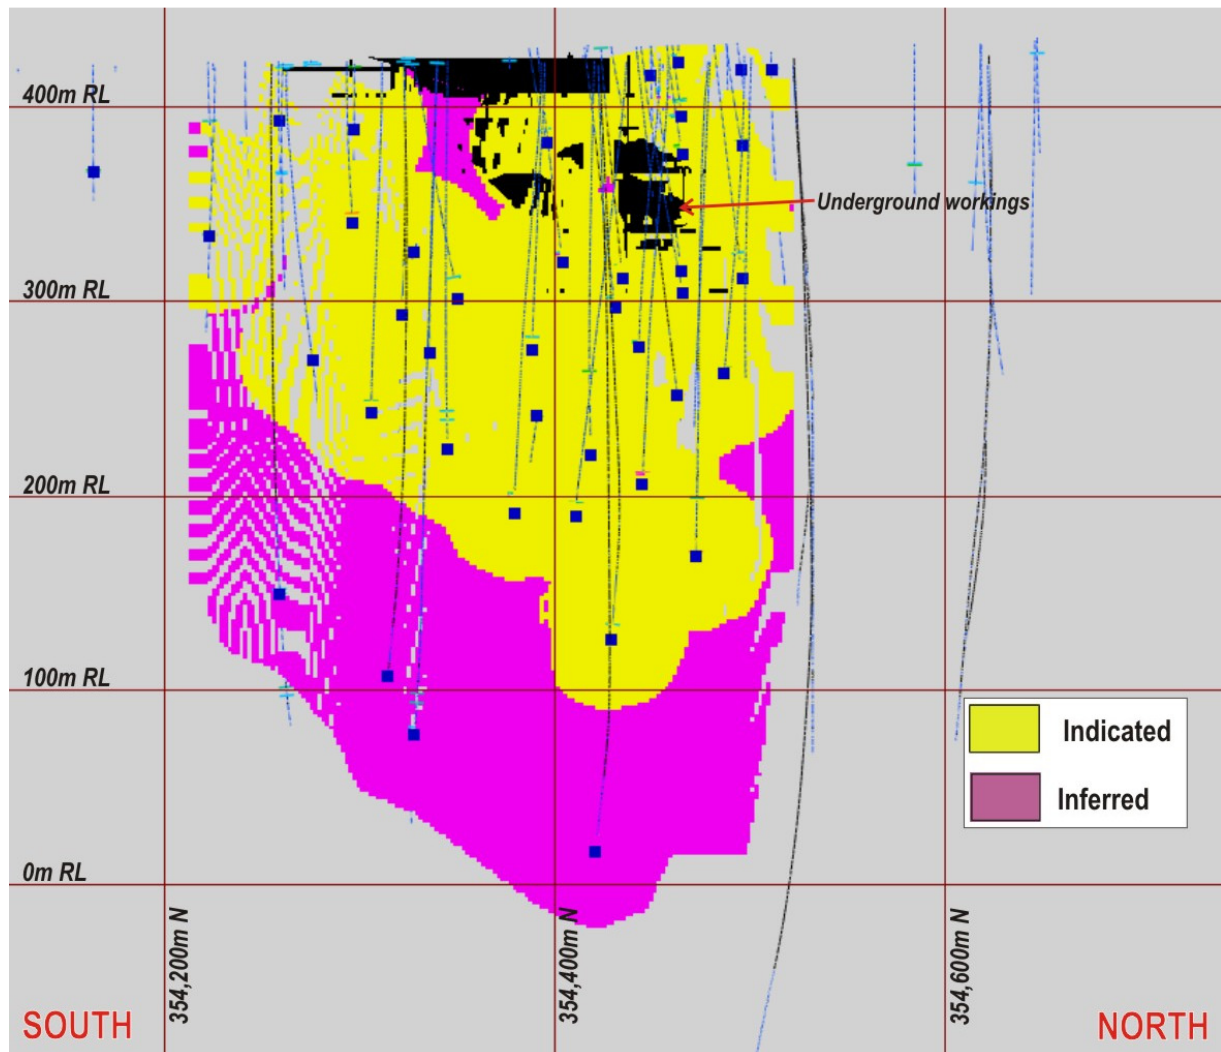 400m RL
Underground workings
300m RL
200m RL
100m RL
Indicated
Inferred
0m RL
354,200m N
354,400m N
354,600m N
SOUTH
NORTH